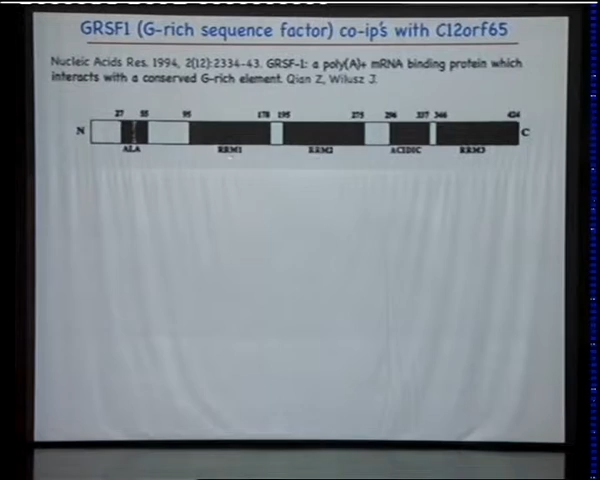 GRSF1 (G-rich sequence factor) co-ip's with C12orf65
Nucleic Acids Res. 1994, 2(12):2334-43. GRSF-1: a poly(A)+ mRNA binding protein which
interacts with a conserved G-rich element. Qian Z, Wilusz J.
27 55 95 178 195 275 296 337 346 424
N C
ALA RRM1 RRM2 ACIDIC RRM3